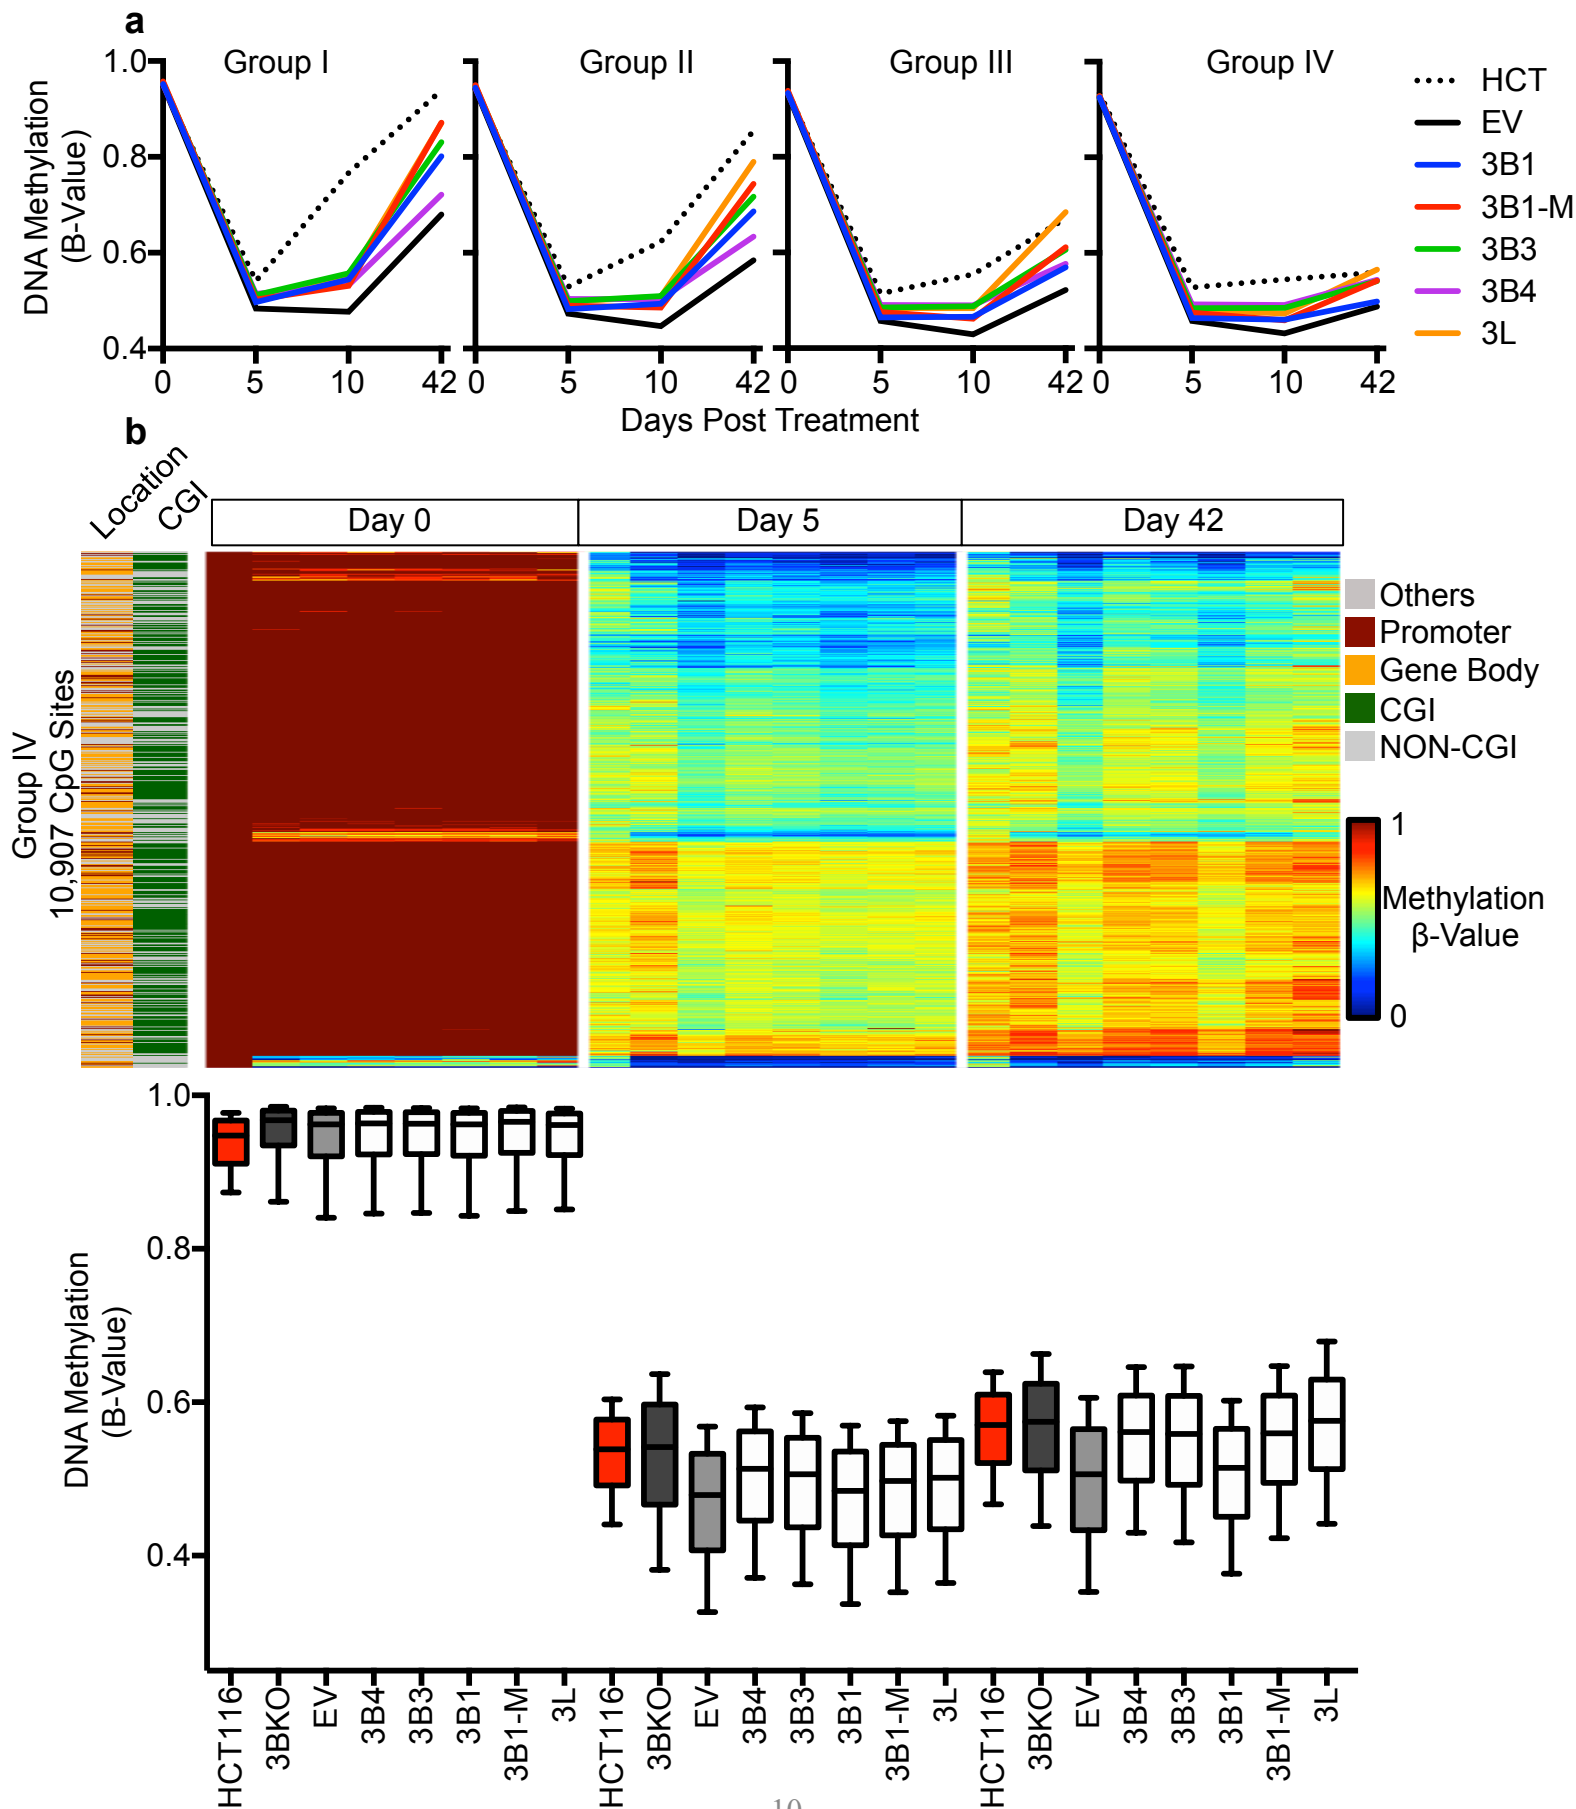 a
Group I
Group II
Group III
Group IV
1.0
0.8
0.6
0.4
DNA Methylation
(B-Value)
0 5 10 42
0 5 10 42
0 5 10 42
0 5 10 42
Days Post Treatment
HCT
EV
3B1
3B1-M
3B3
3B4
3L
b
Location
CGI
Day 0
Day 5
Day 42
Group IV
10,907 CpG Sites
Others
Promoter
Gene Body
CGI
NON-CGI
1
Methylation
β-Value
0
1.0
0.8
0.6
0.4
DNA Methylation
(B-Value)
HCT116
3BKO
EV
3B4
3B3
3B1
3B1-M
3L
HCT116
3BKO
EV
3B4
3B3
3B1
3B1-M
3L
HCT116
3BKO
EV
3B4
3B3
3B1
3B1-M
3L
10